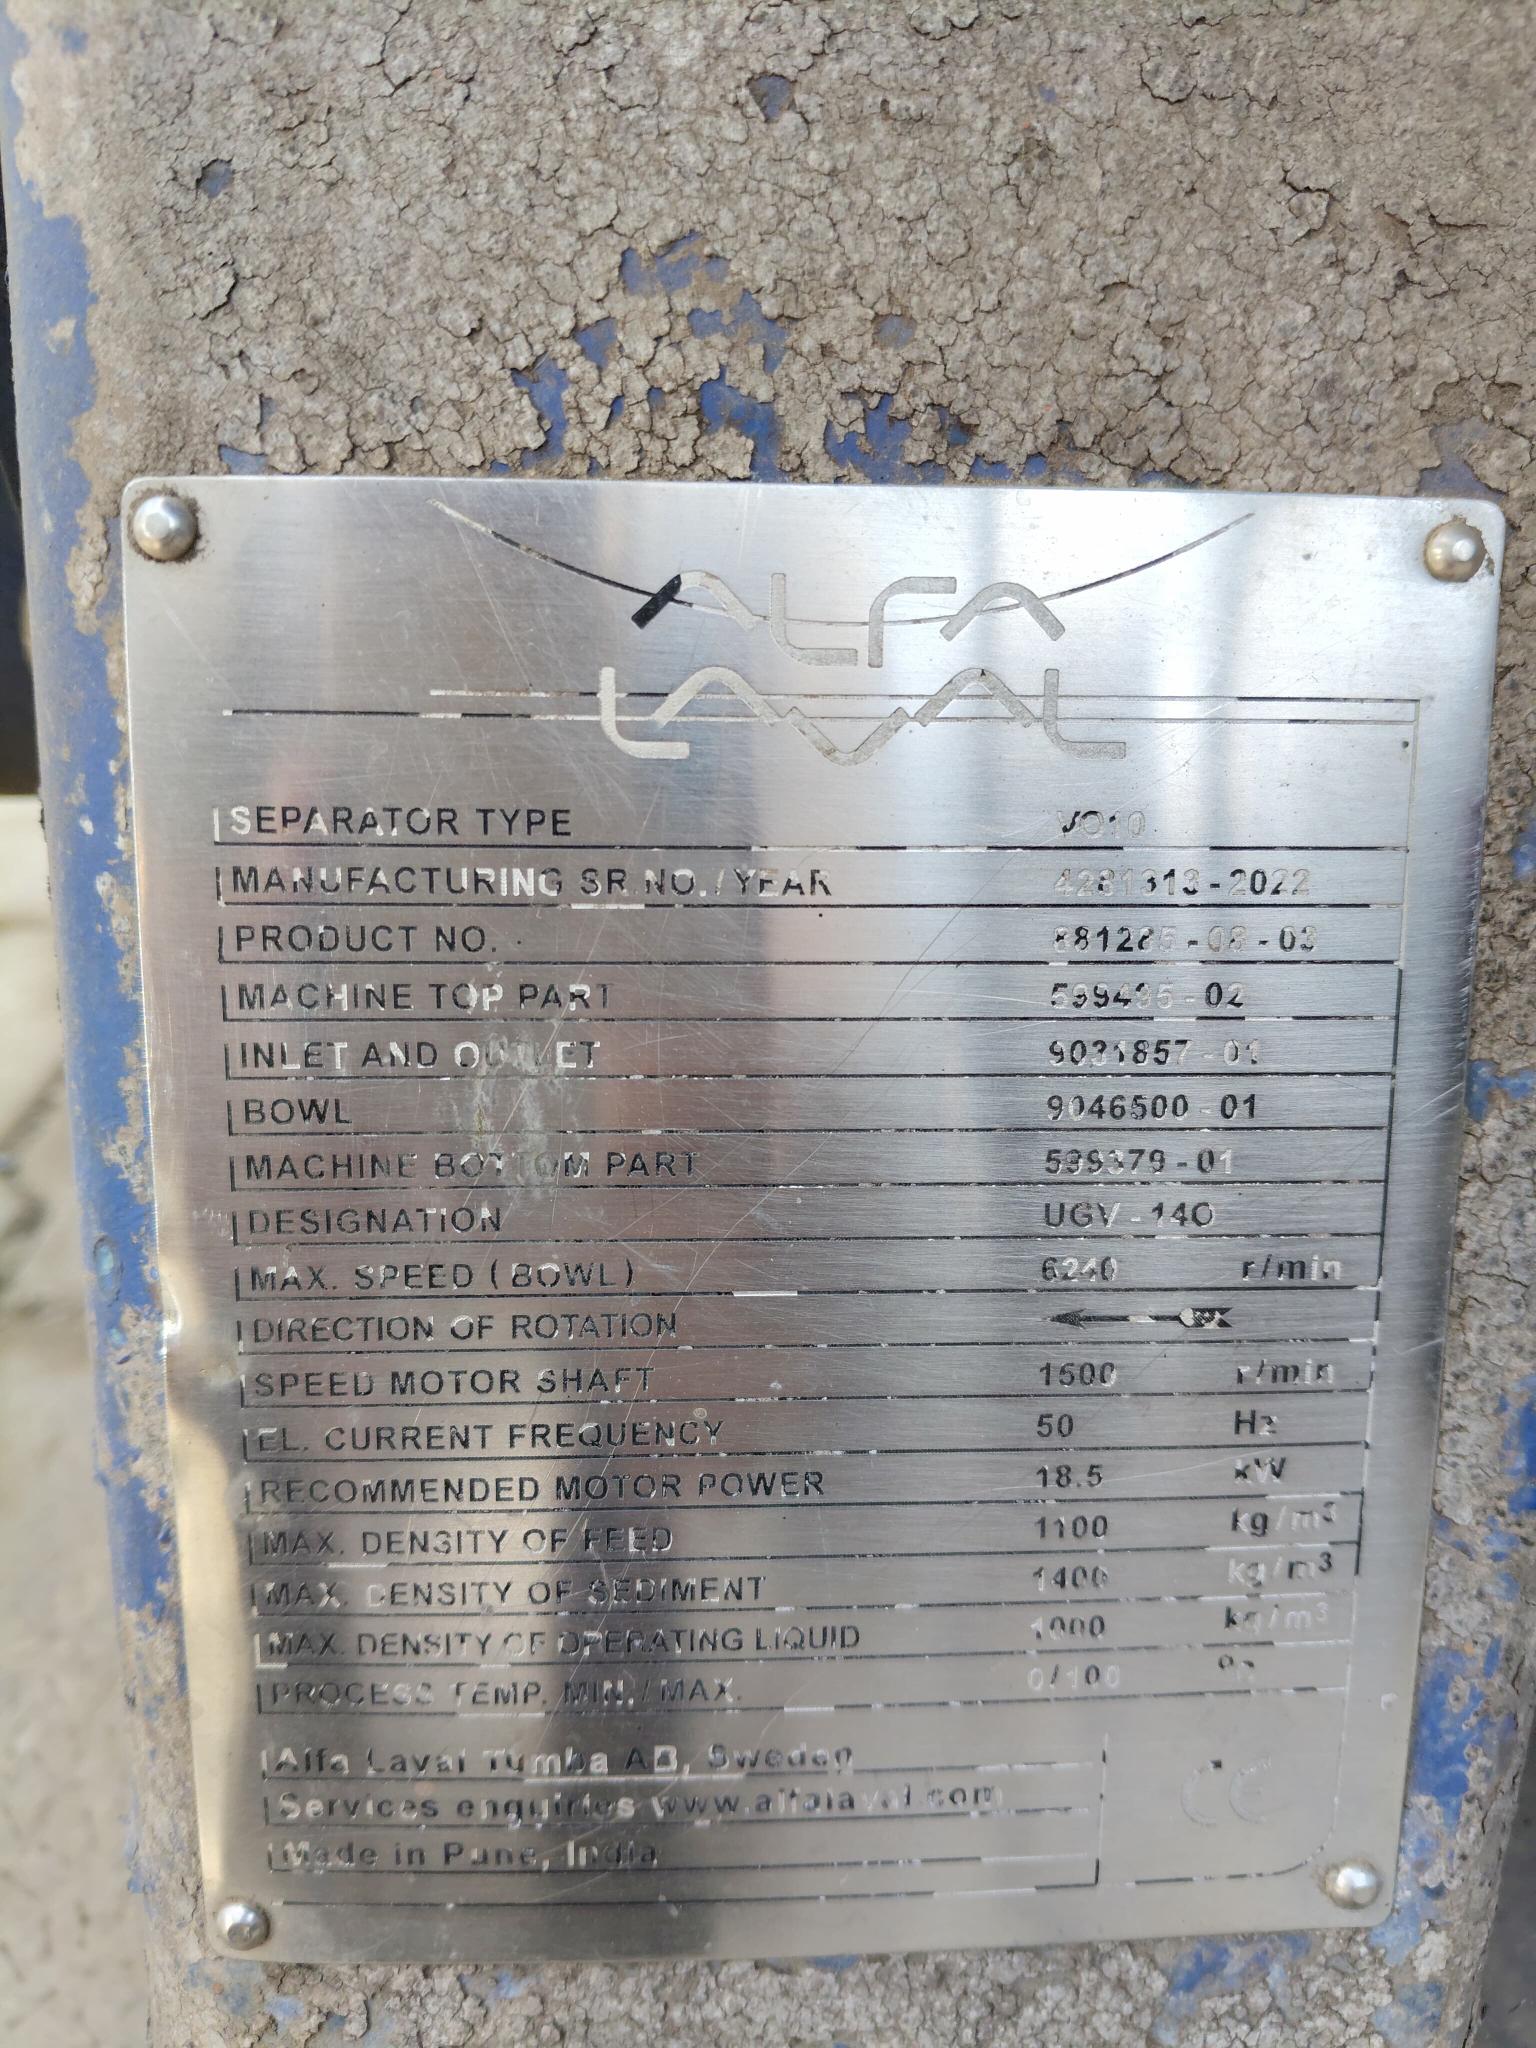 ALFA
LAVAL
SEPARATOR TYPE VO10
MANUFACTURING SR.NO./YEAR 4281313-2022
PRODUCT NO. 881285-08-03
MACHINE TOP PART 599495-02
INLET AND OUTLET 9031857-01
BOWL 9046500-01
MACHINE BOTTOM PART 599379-01
DESIGNATION UGV-140
MAX. SPEED (BOWL) 6240 r/min
DIRECTION OF ROTATION
SPEED MOTOR SHAFT 1500 r/min
EL. CURRENT FREQUENCY 50 Hz
RECOMMENDED MOTOR POWER 18.5 kW
MAX. DENSITY OF FEED 1100 kg/m³
MAX. DENSITY OF SEDIMENT 1400 kg/m³
MAX. DENSITY OF OPERATING LIQUID 1000 kg/m³
PROCESS TEMP. MIN./MAX. 0/100 °C
Alfa Laval Tumba AB, Sweden
Services enquiries www.alfalaval.com
Made in Pune, India
CE